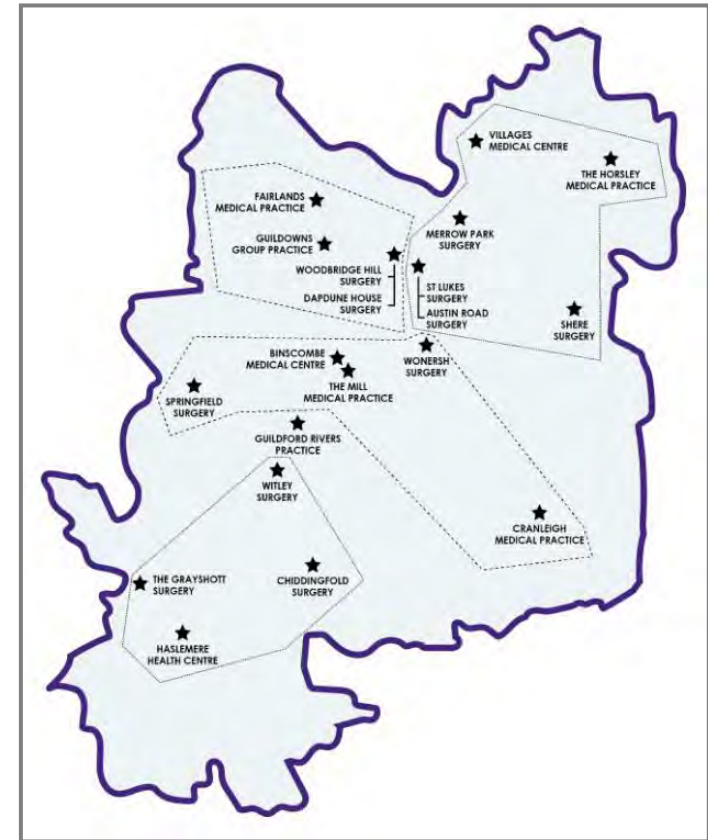 VILLAGES
MEDICAL CENTRE
THE HORSLEY
MEDICAL PRACTICE
FAIRLANDS
MEDICAL PRACTICE
MERROW PARK
SURGERY
GUILDOWNS
GROUP PRACTICE
WOODBRIDGE HILL
SURGERY
DAPDUNE HOUSE
SURGERY
ST LUKES
SURGERY
AUSTIN ROAD
SURGERY
SHERE
SURGERY
BINSCOMBE
MEDICAL CENTRE
WONERSH
SURGERY
THE MILL
MEDICAL PRACTICE
SPRINGFIELD
SURGERY
GUILDFORD RIVERS
PRACTICE
WITLEY
SURGERY
CRANLEIGH
MEDICAL PRACTICE
THE GRAYSHOTT
SURGERY
CHIDDINGFOLD
SURGERY
HASLEMERE
HEALTH CENTRE